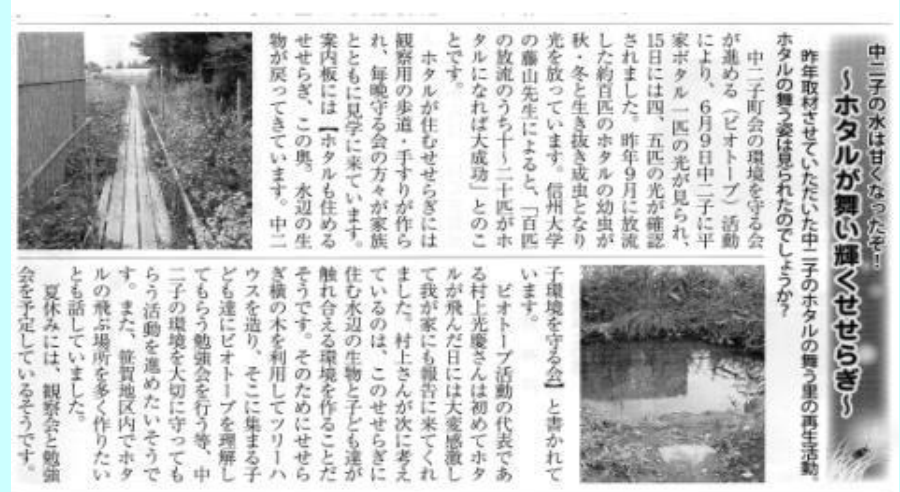 中二子の水は甘くなったぞ！
～ホタルが舞い輝くせせらぎ～
昨年取材させていただいた中二子のホタルの舞う里の再生活動。
ホタルの舞う姿は見られたのでしょうか？
中二子町会の環境を守る会
が進める（ビオトープ）活動
により、６月９日中二子に平
家ボタル一匹の光が見られ、
15日には四、五匹の光が確認
されました。昨年９月に放流
した約百匹のホタルの幼虫が
秋・冬と生き抜き成虫となり
光を放っています。信州大学
の藤山先生によると、「百匹
の放流のうち十～二十匹がホ
タルになれば大成功」とのこ
とです。
ホタルが住むせせらぎには
観察用の歩道・手すりが作ら
れ、毎晩守る会の方々が家族
とともに見学に来ています。
案内板には【ホタルも住める
せせらぎ、この奥。水辺の生
物が戻ってきています。中二
子環境を守る会】と書かれて
います。
ビオトープ活動の代表であ
る村上光慶さんは初めてホタ
ルが飛んだ日には大変感激し
て我が家にも報告に来てくれ
ました。村上さんが次に考え
ているのは、このせせらぎに
住む水辺の生物と子ども達が
触れ合える環境を作ることだ
そうです。そのためにせせら
ぎ横の木を利用してツリーハ
ウスを造り、そこに集まる子
ども達にビオトープを理解し
てもらう勉強会を行う等、中
二子の環境を大切に守っても
らう活動を進めたいそうで
す。また、笹賀地区内でホタ
ルの飛ぶ場所を多く作りたい
とも話していました。
夏休みには、観察会と勉強
会を予定しているそうです。